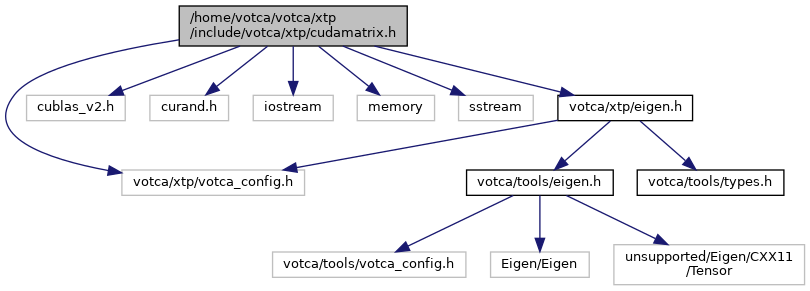 /home/votca/votca/xtp
/include/votca/xtp/cudamatrix.h
cublas_v2.h
curand.h
iostream
memory
sstream
votca/xtp/eigen.h
votca/xtp/votca_config.h
votca/tools/eigen.h
votca/tools/types.h
votca/tools/votca_config.h
Eigen/Eigen
unsupported/Eigen/CXX11
/Tensor